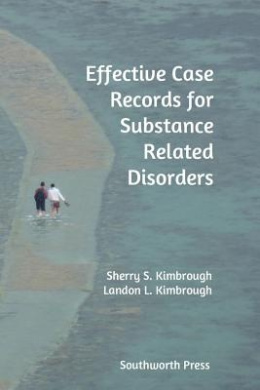 Effective Case
Records for
Substance
Related
Disorders
Sherry S. Kimbrough
Landon L. Kimbrough
Southworth Press